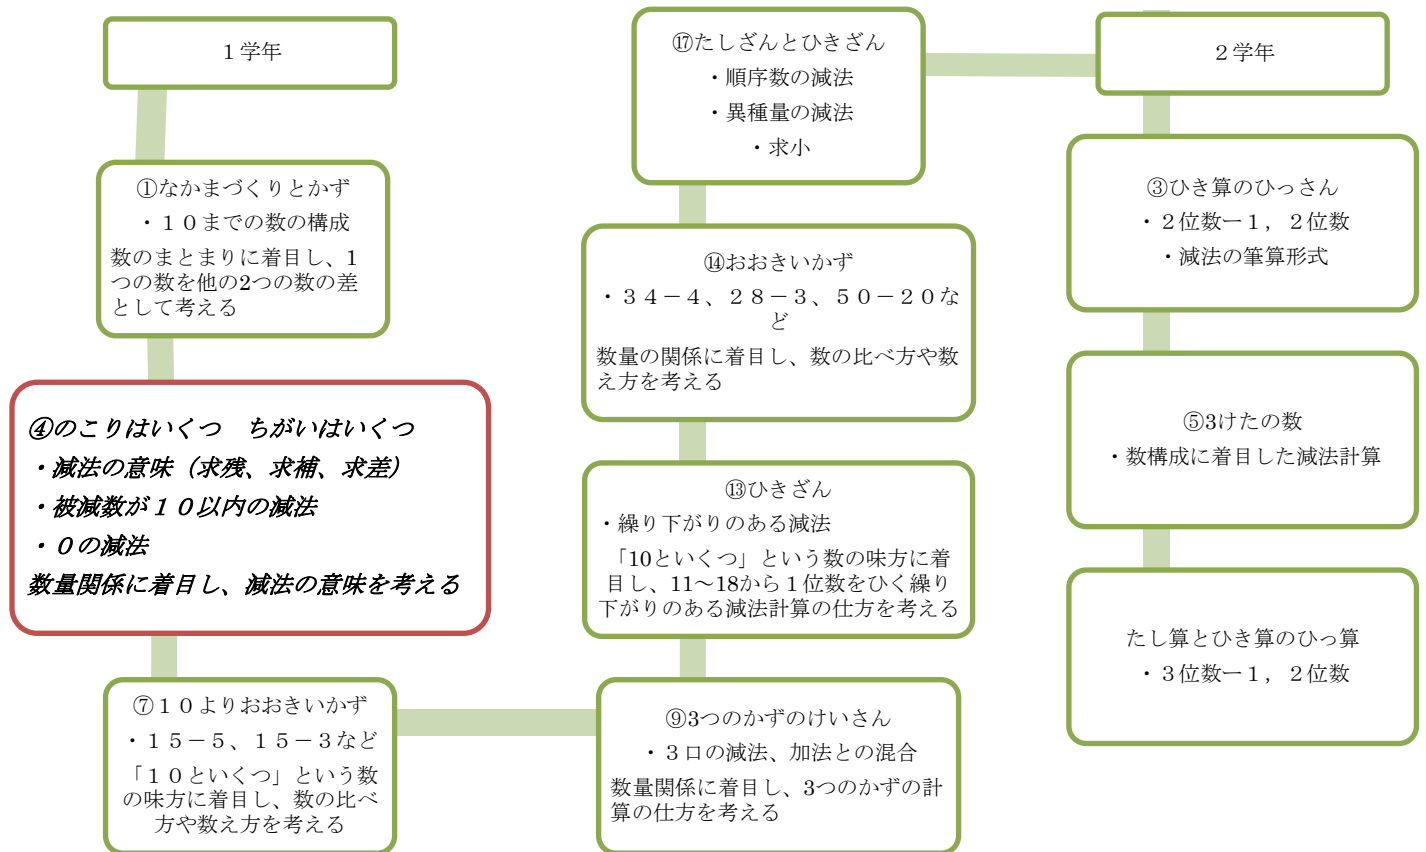 1学年
①なかまづくりとかず
・１０までの数の構成
数のまとまりに着目し、1
つの数を他の2つの数の差
として考える
④のこりはいくつ　ちがいはいくつ
・減法の意味（求残、求補、求差）
・被減数が１０以内の減法
・０の減法
数量関係に着目し、減法の意味を考える
⑦１０よりおおきいかず
・１５－５、１５－３など
「１０といくつ」という数
の味方に着目し、数の比べ
方や数え方を考える
⑨3つのかずのけいさん
・３口の減法、加法との混合
数量関係に着目し、3つのかずの計
算の仕方を考える
⑬ひきざん
・繰り下がりのある減法
「10といくつ」という数の味方に着
目し、11～18から１位数をひく繰り
下がりのある減法計算の仕方を考える
⑭おおきいかず
・３４－４、２８－３、５０－２０な
ど
数量の関係に着目し、数の比べ方や数
え方を考える
⑰たしざんとひきざん
・順序数の減法
・異種量の減法
・求小
２学年
③ひき算のひっさん
・２位数ー１，２位数
・減法の筆算形式
⑤3けたの数
・数構成に着目した減法計算
たし算とひき算のひっ算
・３位数ー１，２位数